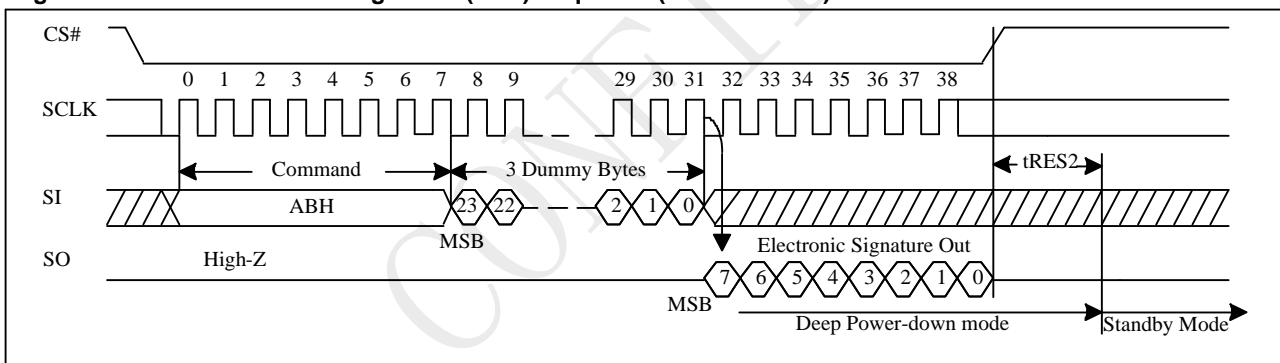 CS#
0 1 2 3 4 5 6 7 8 9 29 30 31 32 33 34 35 36 37 38
SCLK
Command 3 Dummy Bytes tRES2
SI
ABH 23 22 2 1 0
MSB
Electronic Signature Out
SO High-Z
7 6 5 4 3 2 1 0
MSB
Deep Power-down mode Standby Mode